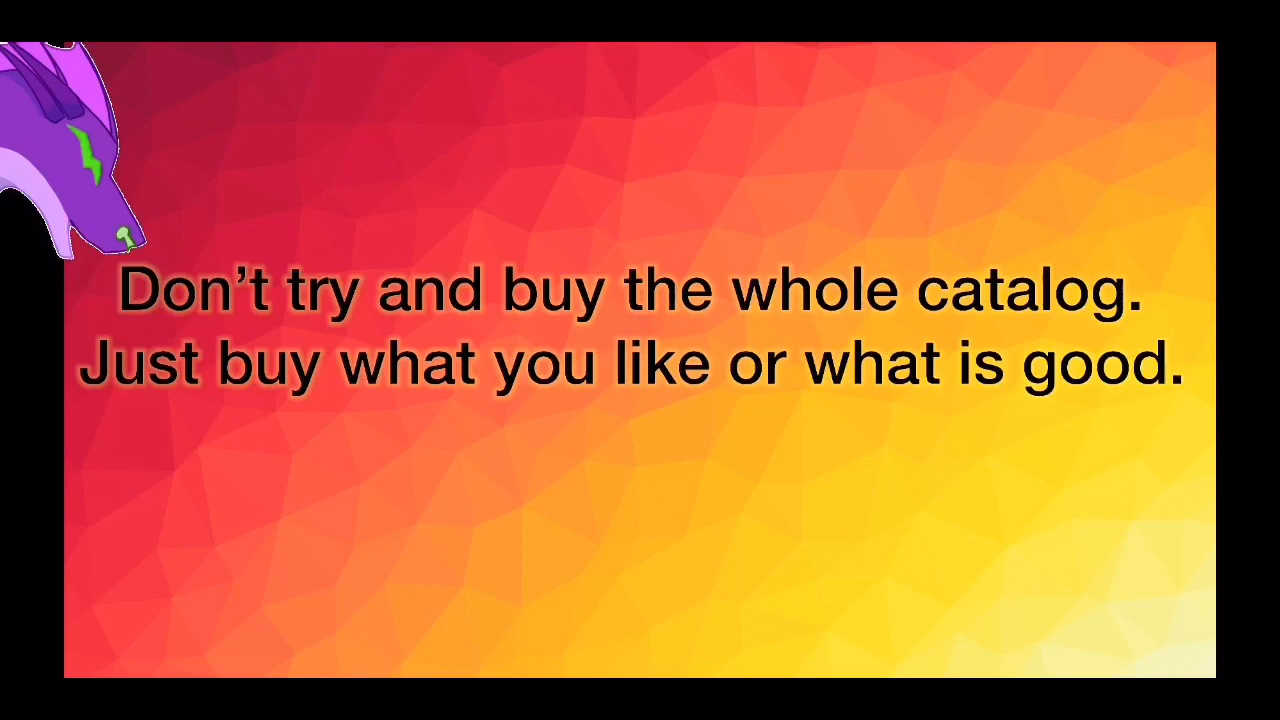 Don’t try and buy the whole catalog.
Just buy what you like or what is good.